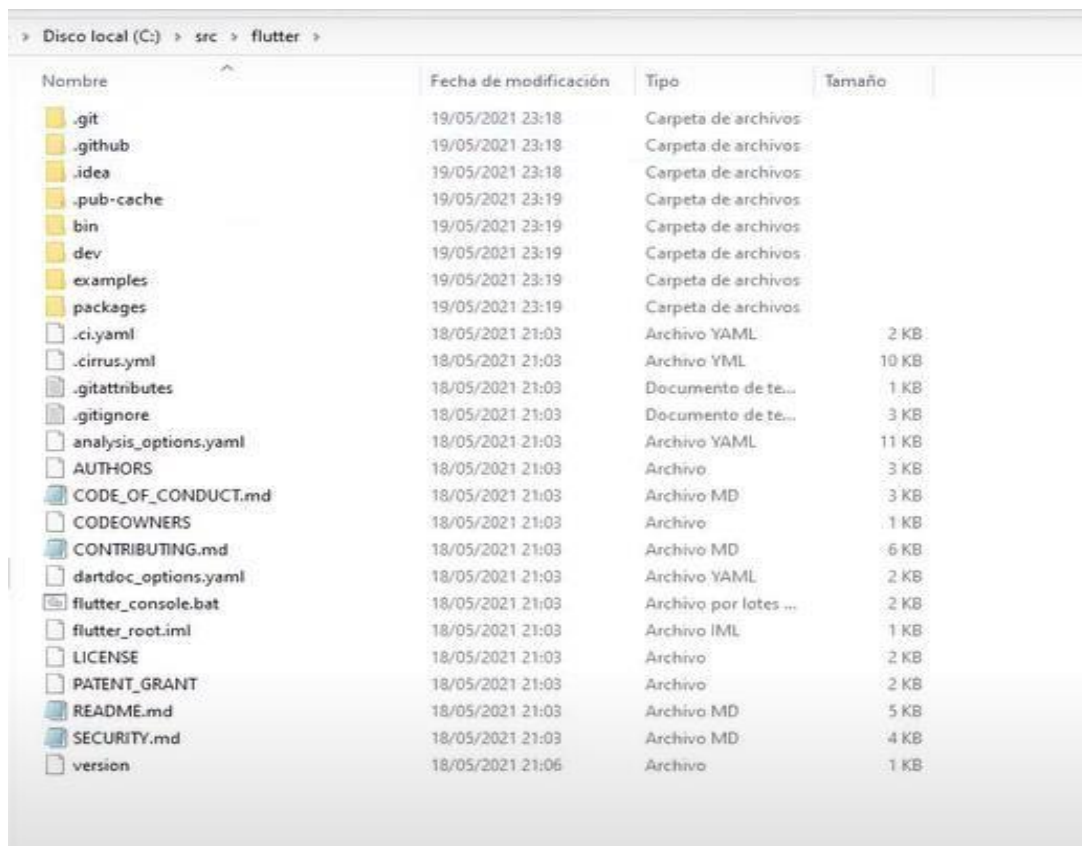 > Disco local (C:) > src > flutter >
Nombre Fecha de modificación Tipo Tamaño
.git 19/05/2021 23:18 Carpeta de archivos
.github 19/05/2021 23:18 Carpeta de archivos
.idea 19/05/2021 23:18 Carpeta de archivos
.pub-cache 19/05/2021 23:19 Carpeta de archivos
bin 19/05/2021 23:19 Carpeta de archivos
dev 19/05/2021 23:19 Carpeta de archivos
examples 19/05/2021 23:19 Carpeta de archivos
packages 19/05/2021 23:19 Carpeta de archivos
.ci.yaml 18/05/2021 21:03 Archivo YAML 2 KB
.cirrus.yml 18/05/2021 21:03 Archivo YML 10 KB
.gitattributes 18/05/2021 21:03 Documento de te... 1 KB
.gitignore 18/05/2021 21:03 Documento de te... 3 KB
analysis_options.yaml 18/05/2021 21:03 Archivo YAML 11 KB
AUTHORS 18/05/2021 21:03 Archivo 3 KB
CODE_OF_CONDUCT.md 18/05/2021 21:03 Archivo MD 3 KB
CODEOWNERS 18/05/2021 21:03 Archivo 1 KB
CONTRIBUTING.md 18/05/2021 21:03 Archivo MD 6 KB
dartdoc_options.yaml 18/05/2021 21:03 Archivo YAML 2 KB
flutter_console.bat 18/05/2021 21:03 Archivo por lotes ... 2 KB
flutter_root.iml 18/05/2021 21:03 Archivo IML 1 KB
LICENSE 18/05/2021 21:03 Archivo 2 KB
PATENT_GRANT 18/05/2021 21:03 Archivo 2 KB
README.md 18/05/2021 21:03 Archivo MD 5 KB
SECURITY.md 18/05/2021 21:03 Archivo MD 4 KB
version 18/05/2021 21:06 Archivo 1 KB